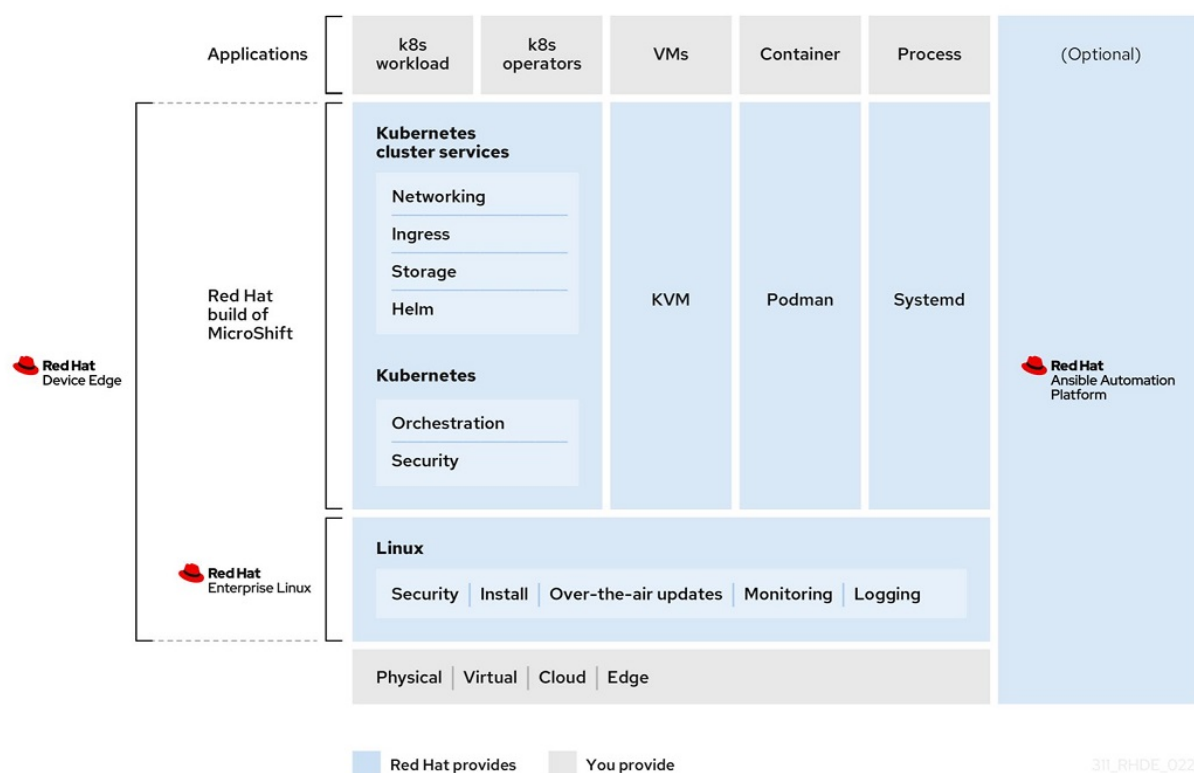 Applications
k8s
workload
k8s
operators
VMs
Container
Process
(Optional)
Kubernetes
cluster services
Networking
Ingress
Storage
Helm
Red Hat
build of
MicroShift
KVM
Podman
Systemd
Red Hat
Device Edge
Kubernetes
Orchestration
Security
Red Hat
Ansible Automation
Platform
Red Hat
Enterprise Linux
Linux
Security
Install
Over-the-air updates
Monitoring
Logging
Physical
Virtual
Cloud
Edge
Red Hat provides
You provide
311_RHDE_022